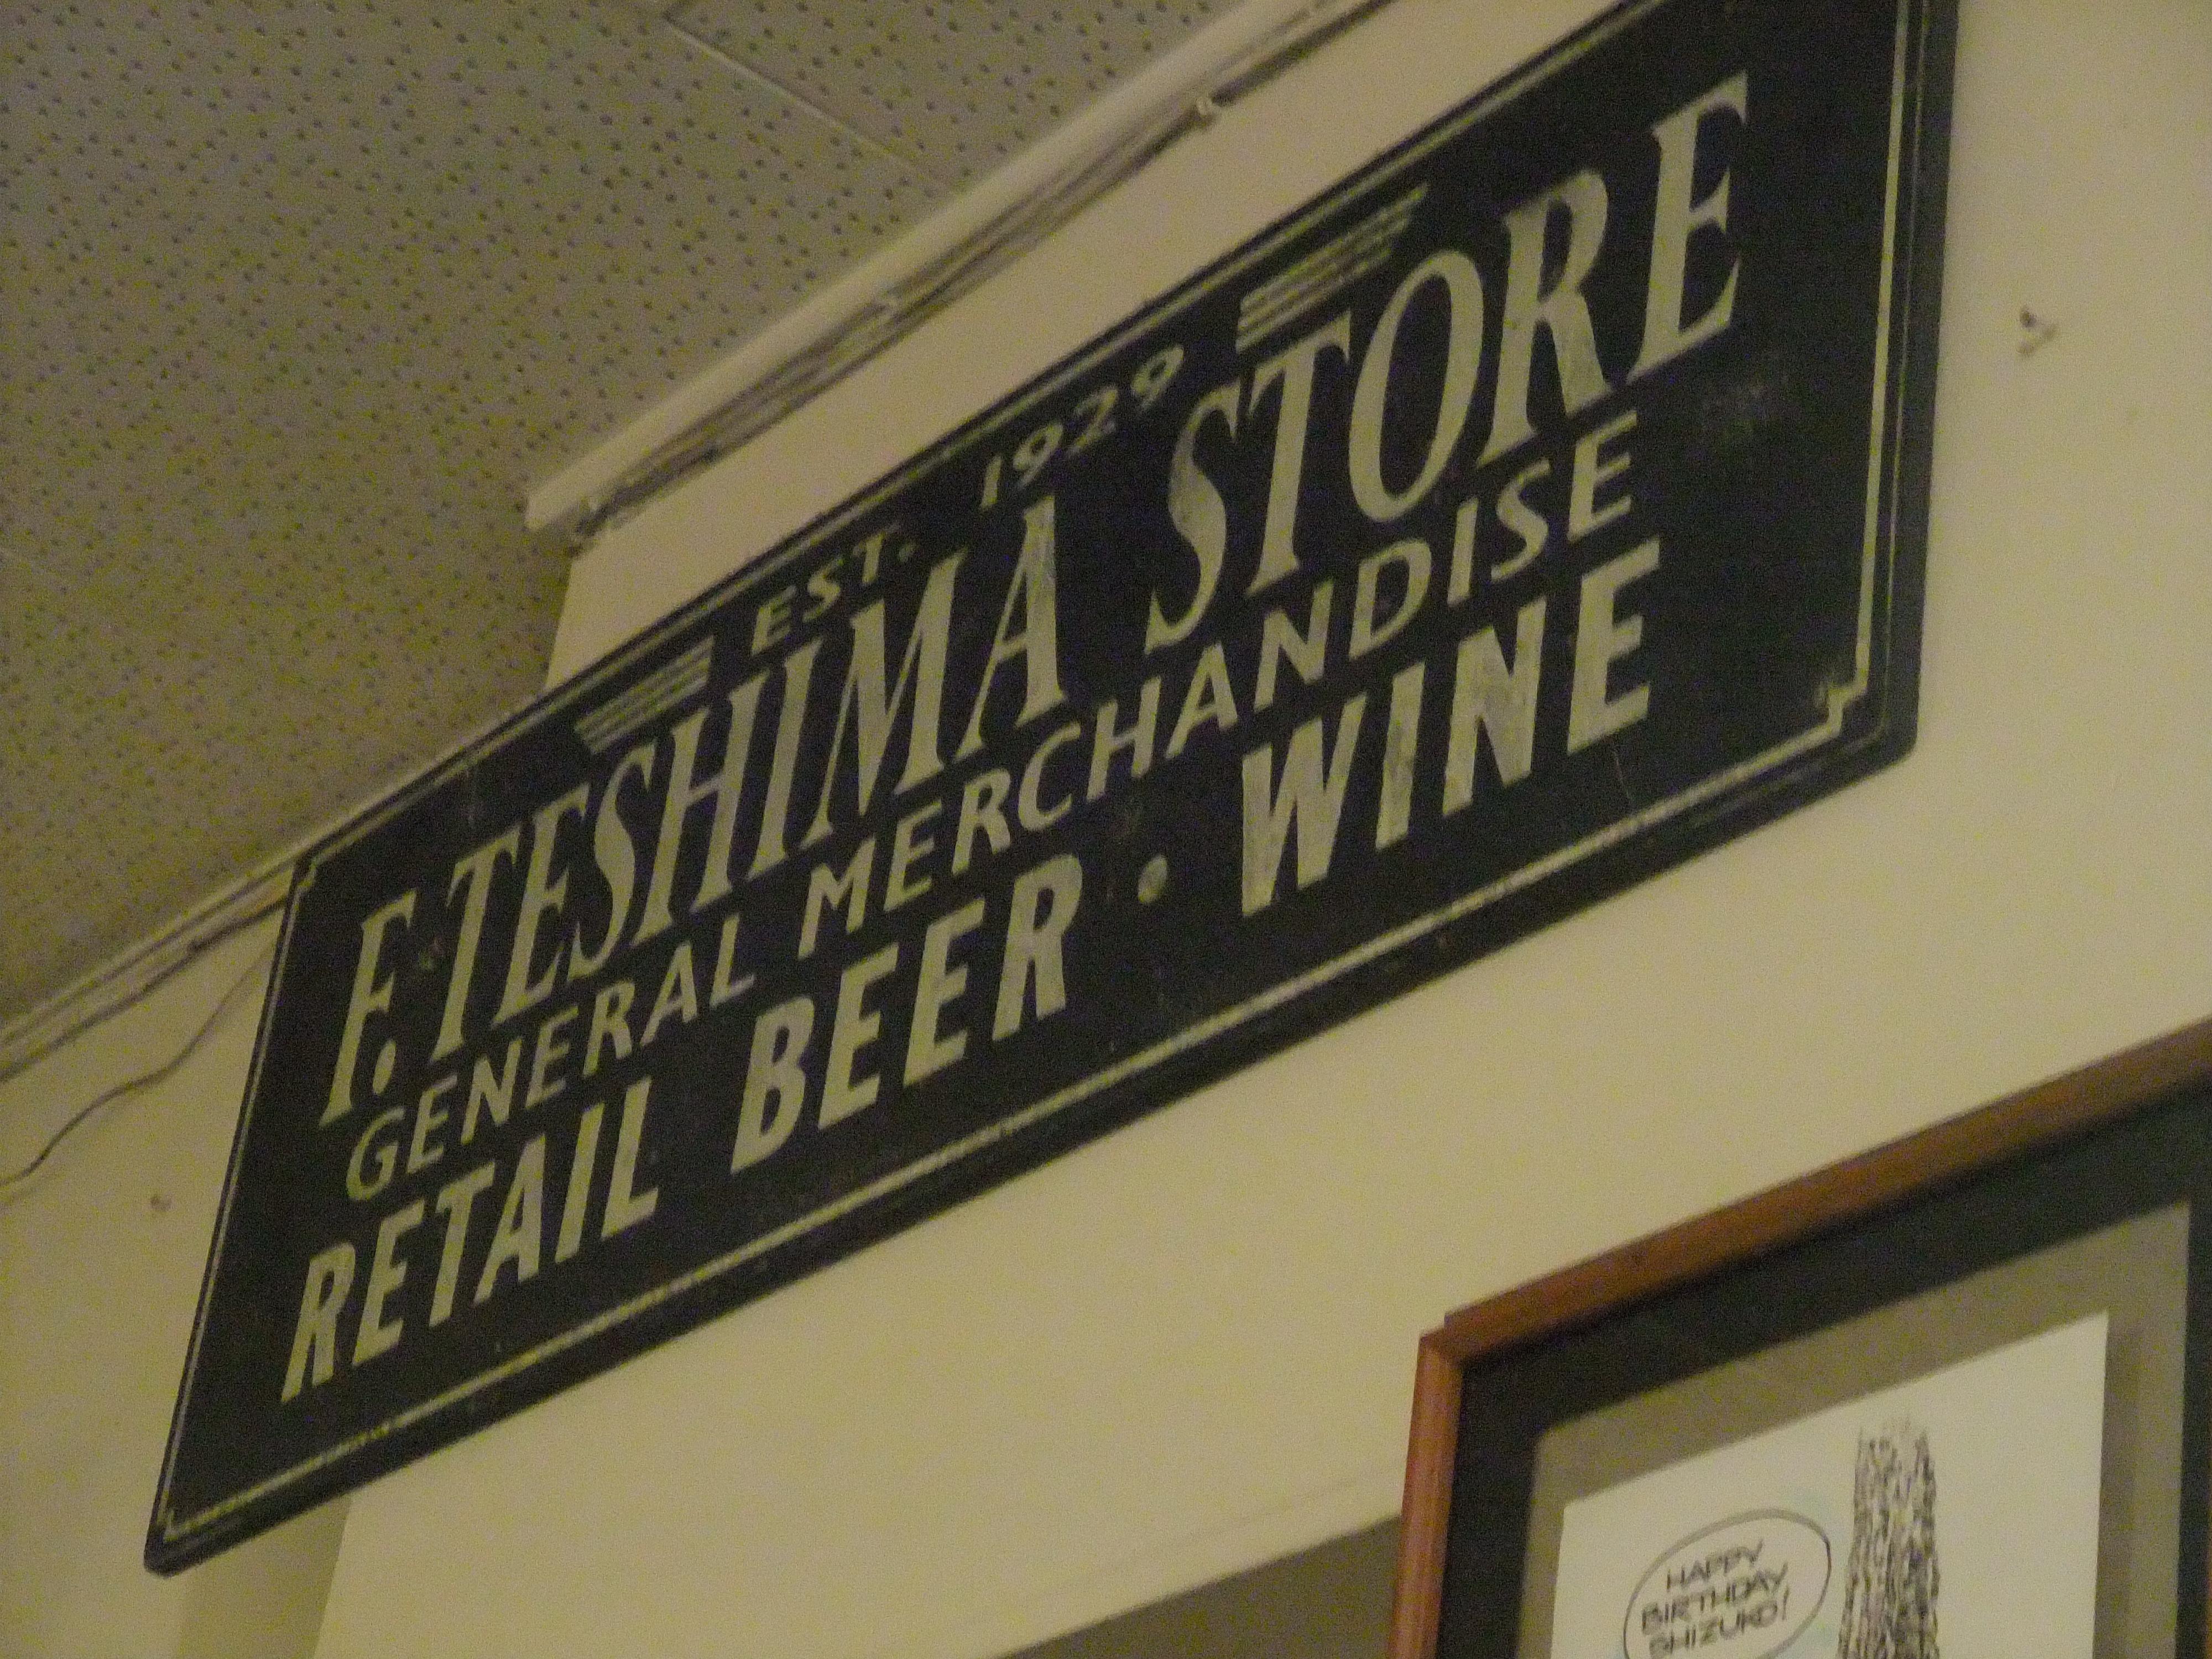 EST. 1929
F. TESHIMA STORE
GENERAL MERCHANDISE
RETAIL BEER • WINE
HAPPY
BIRTHDAY,
SHIZUKO!